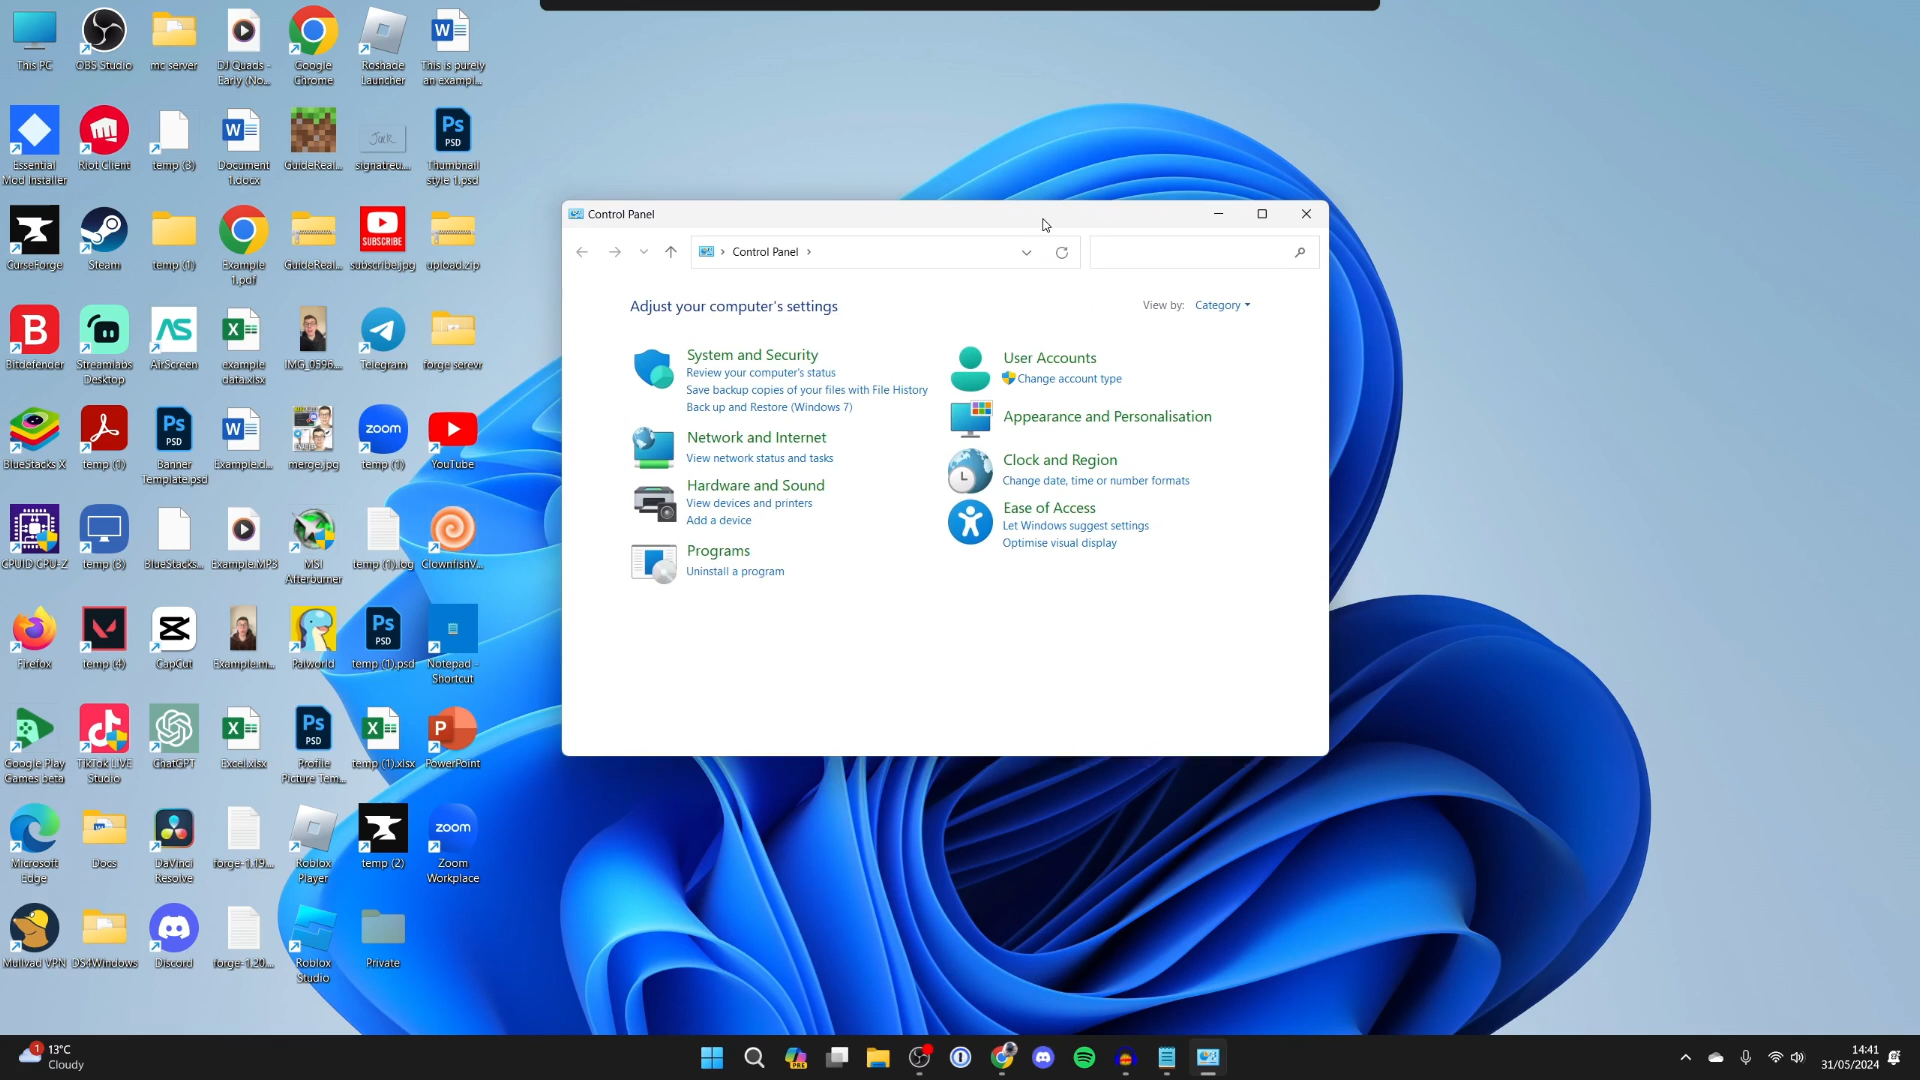 This PC
OBS Studio
mc server
DJ Quads -
Early (No...
Google
Chrome
Roshade
Launcher
This is purely
an exampl...
Essential
Mod Installer
Riot Client
temp (3)
Document
1.docx
GuideReal...
signatreu...
Thumbnail
style 1.psd
CurseForge
Steam
temp (1)
Example
1.pdf
GuideReal...
subscribe.jpg
upload.zip
Bitdefender
Streamlabs
Desktop
AirScreen
example
data.xlsx
IMG_0596...
Telegram
forge serevr
BlueStacks X
temp (1)
Banner
Template.psd
Example.d...
merge.jpg
temp (1)
YouTube
CPUID CPU-Z
temp (3)
BlueStacks...
Example.MP3
MSI
Afterburner
temp (1).log
ClownfishV...
Firefox
temp (4)
CapCut
Example.m...
Palworld
temp (1).psd
Notepad -
Shortcut
Google Play
Games beta
TikTok LIVE
Studio
ChatGPT
Excel.xlsx
Profile
Picture Tem...
temp (1).xlsx
PowerPoint
Microsoft
Edge
Docs
DaVinci
Resolve
forge-1.19...
Roblox
Player
temp (2)
Zoom
Workplace
Mullvad VPN
DS4Windows
Discord
forge-1.20...
Roblox
Studio
Private
Control Panel
Control Panel
Adjust your computer's settings
View by: Category
System and Security
Review your computer's status
Save backup copies of your files with File History
Back up and Restore (Windows 7)
Network and Internet
View network status and tasks
Hardware and Sound
View devices and printers
Add a device
Programs
Uninstall a program
User Accounts
Change account type
Appearance and Personalisation
Clock and Region
Change date, time or number formats
Ease of Access
Let Windows suggest settings
Optimise visual display
1
13°C
Cloudy
14:41
31/05/2024